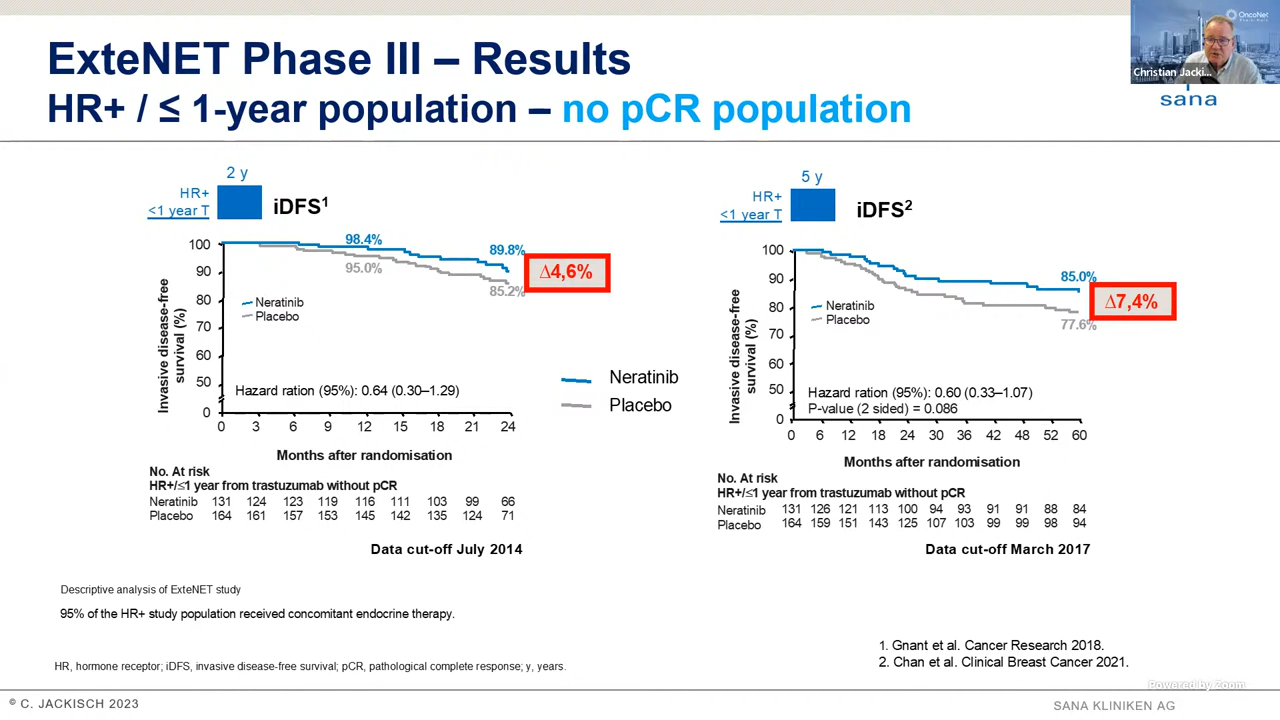 ExteNET Phase III – Results
HR+ / ≤ 1-year population – no pCR population
OncoNet
Christian Jacki...
sana
2 y
HR+
<1 year T
iDFS1
100
90
80
70
60
50
0
Invasive disease-free
survival (%)
98.4%
95.0%
89.8%
85.2%
∆4,6%
Neratinib
Placebo
Hazard ration (95%): 0.64 (0.30–1.29)
0 3 6 9 12 15 18 21 24
Months after randomisation
No. At risk
HR+/≤1 year from trastuzumab without pCR
Neratinib 131 124 123 119 116 111 103 99 66
Placebo 164 161 157 153 145 142 135 124 71
Data cut-off July 2014
Neratinib
Placebo
5 y
HR+
<1 year T
iDFS2
100
90
80
70
60
50
0
Invasive disease-free
survival (%)
85.0%
77.6%
∆7,4%
Neratinib
Placebo
Hazard ration (95%): 0.60 (0.33–1.07)
P-value (2 sided) = 0.086
0 6 12 18 24 30 36 42 48 52 60
Months after randomisation
No. At risk
HR+/≤1 year from trastuzumab without pCR
Neratinib 131 126 121 113 100 94 93 91 91 88 84
Placebo 164 159 151 143 125 107 103 99 99 98 94
Data cut-off March 2017
Descriptive analysis of ExteNET study
95% of the HR+ study population received concomitant endocrine therapy.
1. Gnant et al. Cancer Research 2018.
2. Chan et al. Clinical Breast Cancer 2021.
HR, hormone receptor; iDFS, invasive disease-free survival; pCR, pathological complete response; y, years.
Powered by Zoom
© C. JACKISCH 2023
SANA KLINIKEN AG